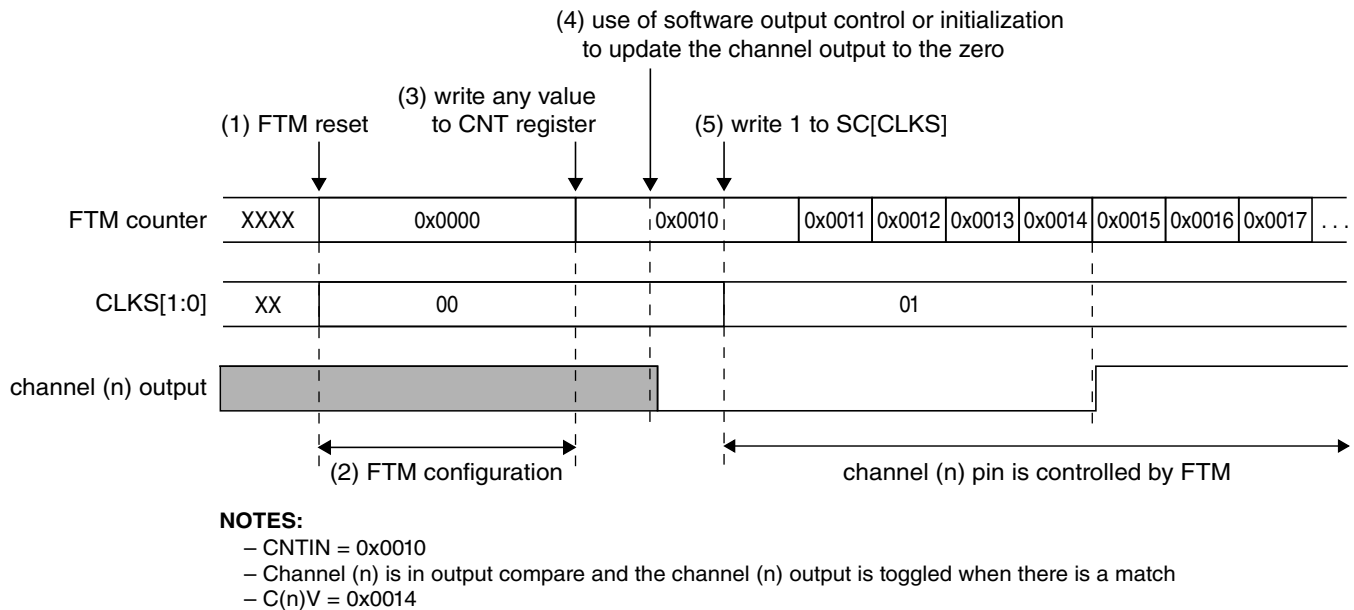 (4) use of software output control or initialization
to update the channel output to the zero
(3) write any value
to CNT register
(1) FTM reset
(5) write 1 to SC[CLKS]
FTM counter XXXX 0x0000 0x0010 0x0011 0x0012 0x0013 0x0014 0x0015 0x0016 0x0017 . . .
CLKS[1:0] XX 00 01
channel (n) output
(2) FTM configuration
channel (n) pin is controlled by FTM
NOTES:
– CNTIN = 0x0010
– Channel (n) is in output compare and the channel (n) output is toggled when there is a match
– C(n)V = 0x0014